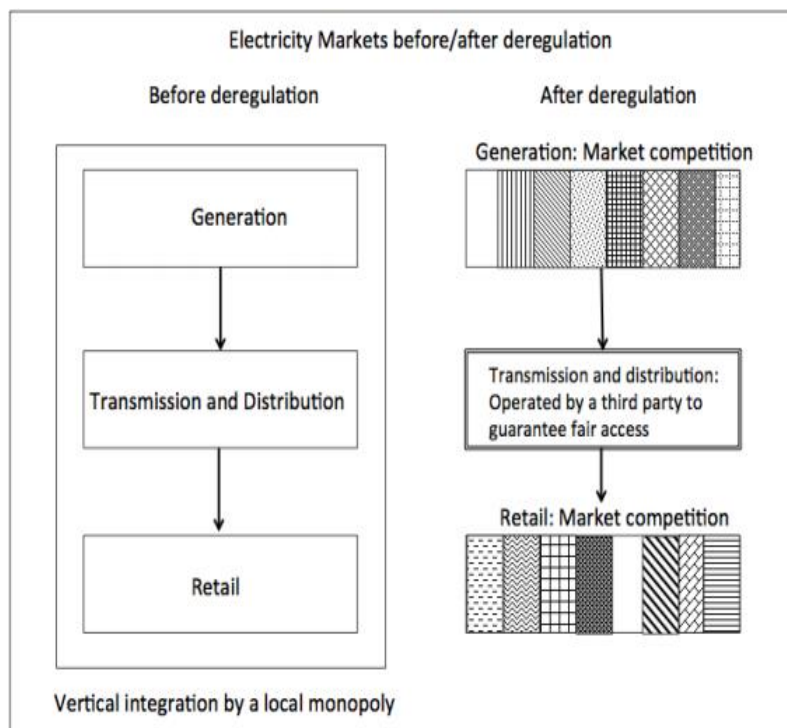 Electricity Markets before/after deregulation
Before deregulation
Generation
Transmission and Distribution
Retail
Vertical integration by a local monopoly
After deregulation
Generation: Market competition
Transmission and distribution:
Operated by a third party to
guarantee fair access
Retail: Market competition